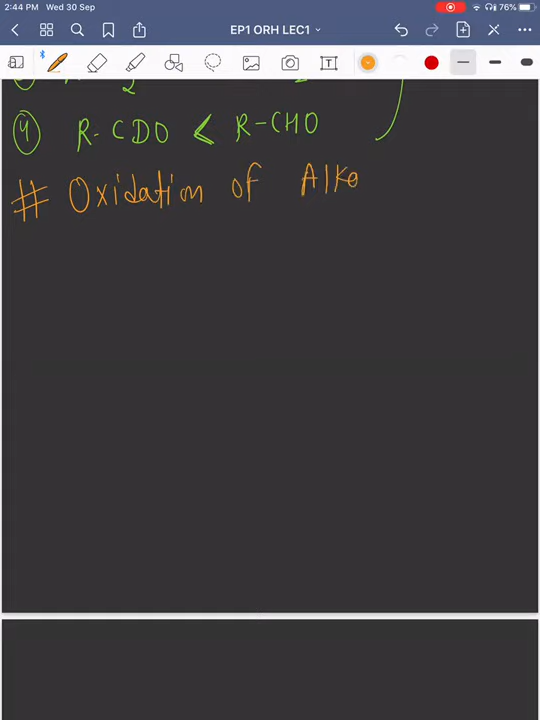 2:44 PM Wed 30 Sep 76%
EP1 ORH LEC1
T
4 R-CDO < R-CHO
# Oxidation of Alke